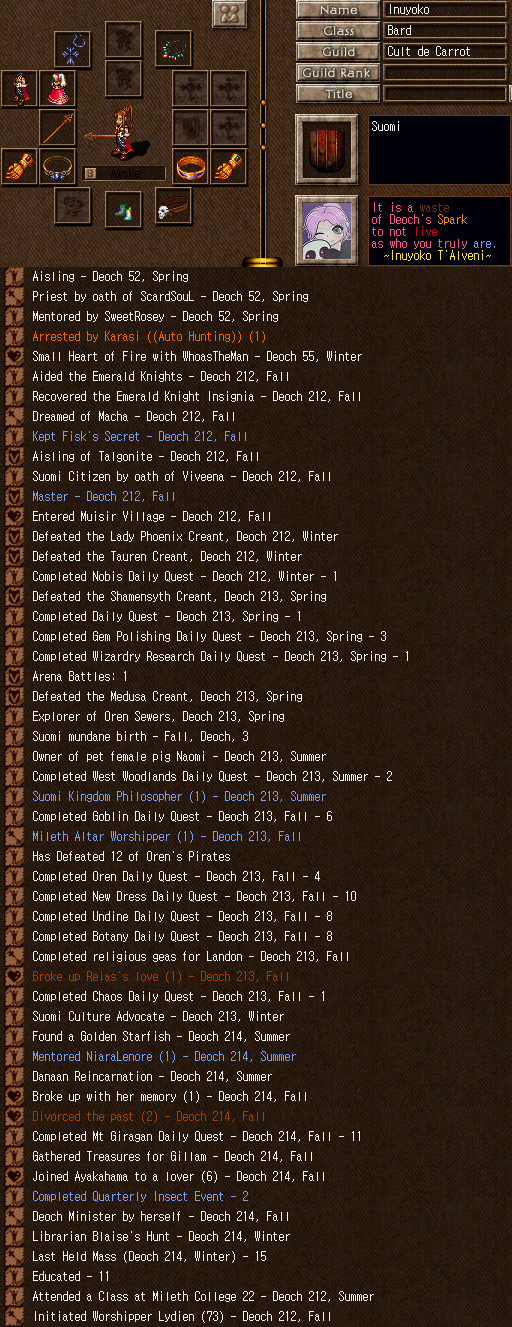 Name Inuyoko
Class Bard
Guild Cult de Carrot
Guild Rank
Title
Suomi
Awake
It is a waste
of Deoch's Spark
to not live
as who you truly are.
~Inuyoko T'Alveni~
Aisling - Deoch 52, Spring
Priest by oath of ScardSouL - Deoch 52, Spring
Mentored by SweetRosey - Deoch 52, Spring
Arrested by Karasi ((Auto Hunting)) (1)
Small Heart of Fire with WhoasTheMan - Deoch 55, Winter
Aided the Emerald Knights - Deoch 212, Fall
Recovered the Emerald Knight Insignia - Deoch 212, Fall
Dreamed of Macha - Deoch 212, Fall
Kept Fisk's Secret - Deoch 212, Fall
Aisling of Talgonite - Deoch 212, Fall
Suomi Citizen by oath of Viveena - Deoch 212, Fall
Master - Deoch 212, Fall
Entered Muisir Village - Deoch 212, Fall
Defeated the Lady Phoenix Creant, Deoch 212, Winter
Defeated the Tauren Creant, Deoch 212, Winter
Completed Nobis Daily Quest - Deoch 212, Winter - 1
Defeated the Shamensyth Creant, Deoch 213, Spring
Completed Daily Quest - Deoch 213, Spring - 1
Completed Gem Polishing Daily Quest - Deoch 213, Spring - 3
Completed Wizardry Research Daily Quest - Deoch 213, Spring - 1
Arena Battles: 1
Defeated the Medusa Creant, Deoch 213, Spring
Explorer of Oren Sewers, Deoch 213, Spring
Suomi mundane birth - Fall, Deoch, 3
Owner of pet female pig Naomi - Deoch 213, Summer
Completed West Woodlands Daily Quest - Deoch 213, Summer - 2
Suomi Kingdom Philosopher (1) - Deoch 213, Summer
Completed Goblin Daily Quest - Deoch 213, Fall - 6
Mileth Altar Worshipper (1) - Deoch 213, Fall
Has Defeated 12 of Oren's Pirates
Completed Oren Daily Quest - Deoch 213, Fall - 4
Completed New Dress Daily Quest - Deoch 213, Fall - 10
Completed Undine Daily Quest - Deoch 213, Fall - 8
Completed Botany Daily Quest - Deoch 213, Fall - 8
Completed religious geas for Landon - Deoch 213, Fall
Broke up Reias's love (1) - Deoch 213, Fall
Completed Chaos Daily Quest - Deoch 213, Fall - 1
Suomi Culture Advocate - Deoch 213, Winter
Found a Golden Starfish - Deoch 214, Summer
Mentored NiaraLenore (1) - Deoch 214, Summer
Danaan Reincarnation - Deoch 214, Summer
Broke up with her memory (1) - Deoch 214, Fall
Divorced the past (2) - Deoch 214, Fall
Completed Mt Giragan Daily Quest - Deoch 214, Fall - 11
Gathered Treasures for Gillam - Deoch 214, Fall
Joined Ayakahama to a lover (6) - Deoch 214, Fall
Completed Quarterly Insect Event - 2
Deoch Minister by herself - Deoch 214, Fall
Librarian Blaise's Hunt - Deoch 214, Winter
Last Held Mass (Deoch 214, Winter) - 15
Educated - 11
Attended a Class at Mileth College 22 - Deoch 212, Summer
Initiated Worshipper Lydien (73) - Deoch 212, Fall